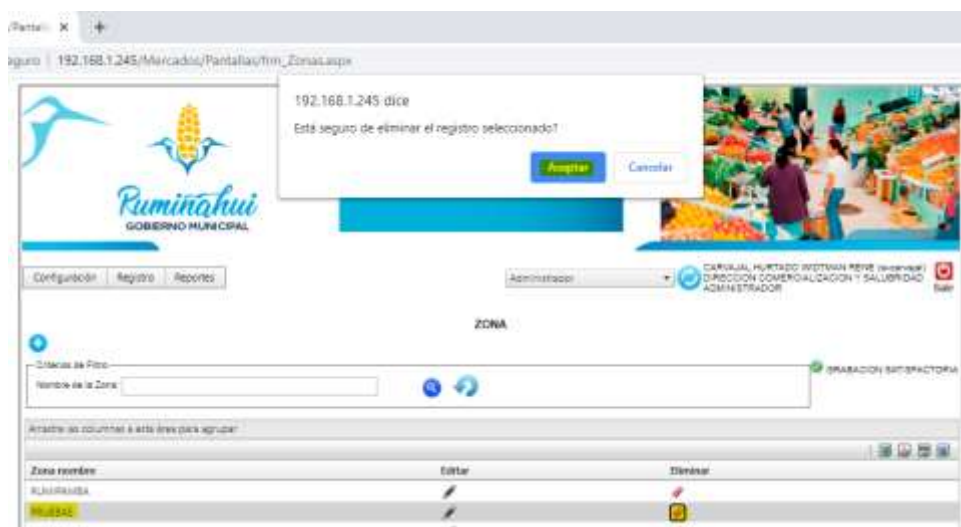 192.168.1.245/Mercados/Pantallas/frm_Zonas.aspx
192.168.1.245 dice
Está seguro de eliminar el registro seleccionado?
Aceptar
Cancelar
Rumiñahui
GOBIERNO MUNICIPAL
Configuración
Registro
Reportes
Administrador
CARVAJAL HURTADO WIDTMAN RENE
DIRECCION COMERCIALIZACION Y SALUBRIDAD
ADMINISTRADOR
Salir
ZONA
Criterios de Filtro
Nombre de la Zona
GRABACION SATISFACTORIA
Arrastre las columnas a esta área para agrupar
Zona nombre
Editar
Eliminar
RUMIPAMBA
PRUEBAS